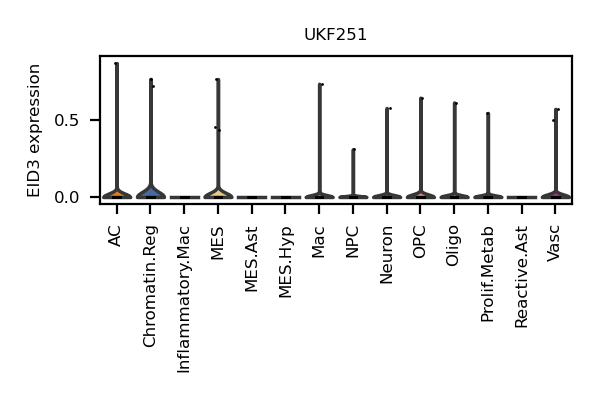 UKF251
EID3 expression
0.5
0.0
AC
Chromatin.Reg
Inflammatory.Mac
MES
MES.Ast
MES.Hyp
Mac
NPC
Neuron
OPC
Oligo
Prolif.Metab
Reactive.Ast
Vasc